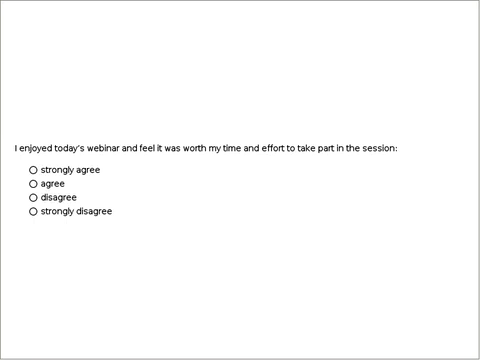 I enjoyed today's webinar and feel it was worth my time and effort to take part in the session:
strongly agree
agree
disagree
strongly disagree